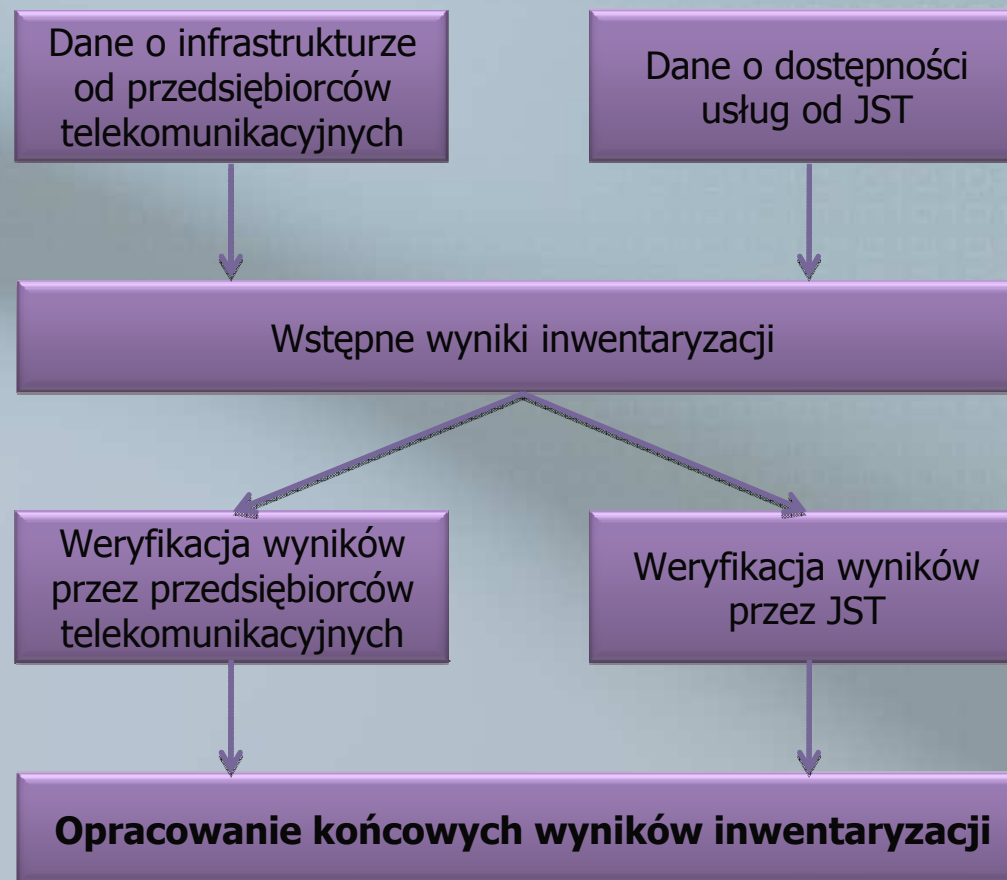 Dane o infrastrukturze
od przedsiębiorców
telekomunikacyjnych
Dane o dostępności
usług od JST
Wstępne wyniki inwentaryzacji
Weryfikacja wyników
przez przedsiębiorców
telekomunikacyjnych
Weryfikacja wyników
przez JST
Opracowanie końcowych wyników inwentaryzacji